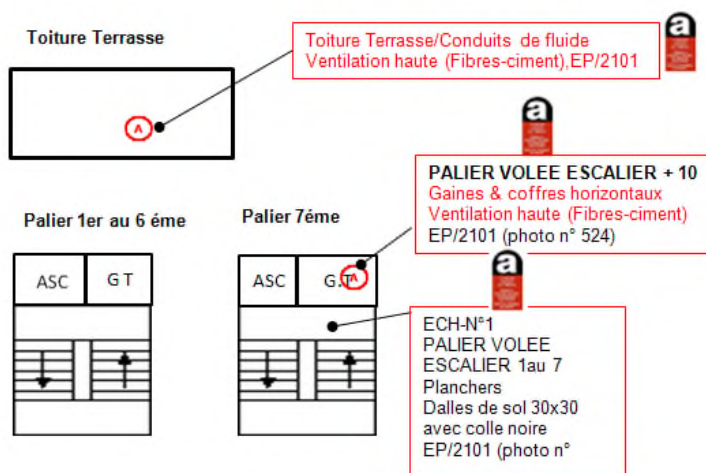 Toiture Terrasse
Toiture Terrasse/Conduits de fluide
Ventilation haute (Fibres-ciment),EP/2101
a
A
a
PALIER VOLEE ESCALIER + 10
Gaines & coffres horizontaux
Ventilation haute (Fibres-ciment)
EP/2101 (photo n° 524)
Palier 1er au 6 éme
Palier 7éme
ASC
G T
ASC
G.T
A
a
ECH-N°1
PALIER VOLEE
ESCALIER 1au 7
Planchers
Dalles de sol 30x30
avec colle noire
EP/2101 (photo n°